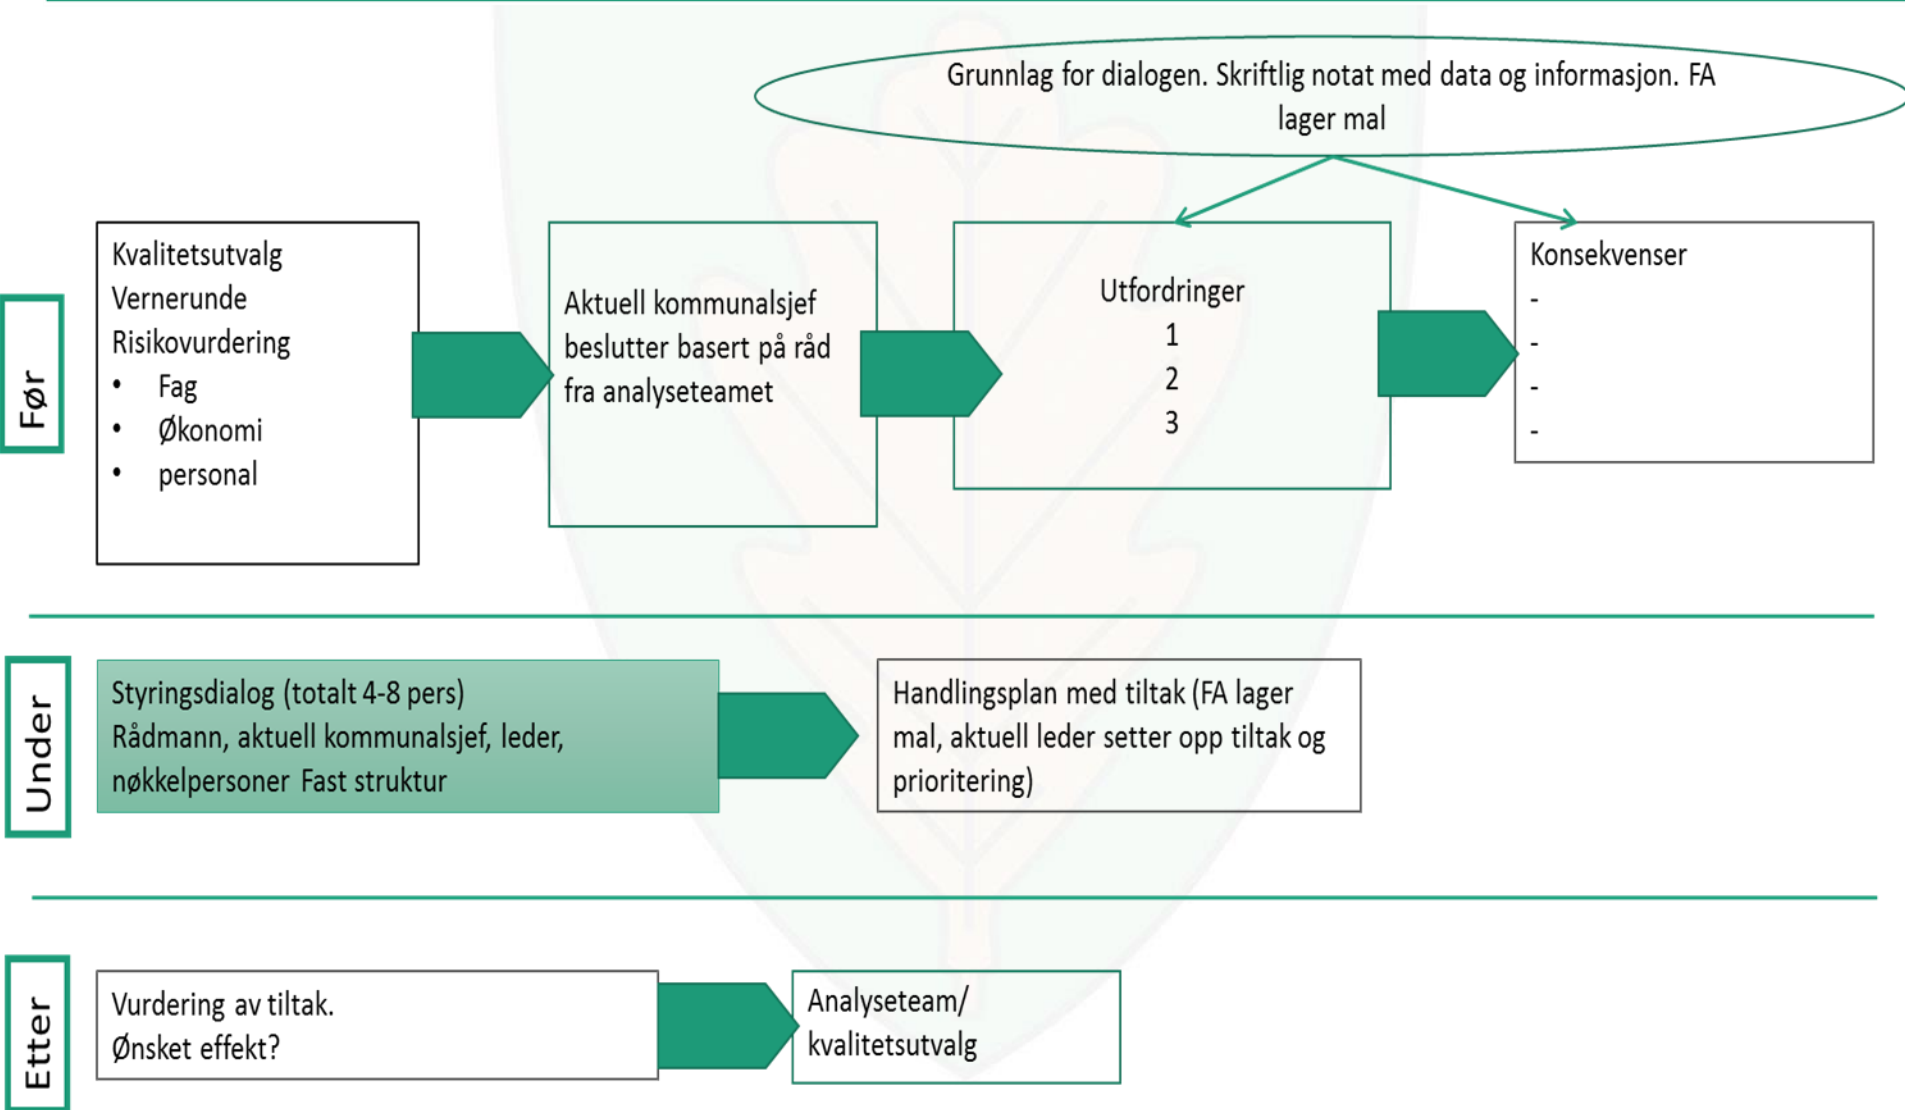 Grunnlag for dialogen. Skriftlig notat med data og informasjon. FA
lager mal
Før
Kvalitetsutvalg
Vernerunde
Risikovurdering
• Fag
• Økonomi
• personal
Aktuell kommunalsjef
beslutter basert på råd
fra analyseteamet
Utfordringer
1
2
3
Konsekvenser
-
-
-
-
Under
Styringsdialog (totalt 4-8 pers)
Rådmann, aktuell kommunalsjef, leder,
nøkkelpersoner Fast struktur
Handlingsplan med tiltak (FA lager
mal, aktuell leder setter opp tiltak og
prioritering)
Etter
Vurdering av tiltak.
Ønsket effekt?
Analyseteam/
kvalitetsutvalg